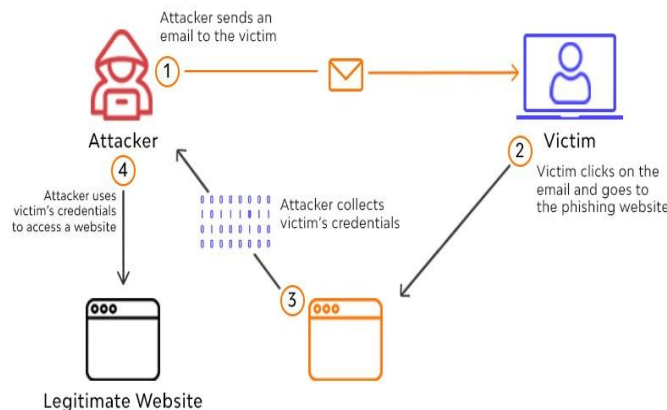 Attacker sends an
email to the victim
1
Attacker
Victim
2
4
Victim clicks on the
email and goes to
the phishing website
Attacker uses
victim's credentials
to access a website
Attacker collects
victim's credentials
3
Legitimate Website